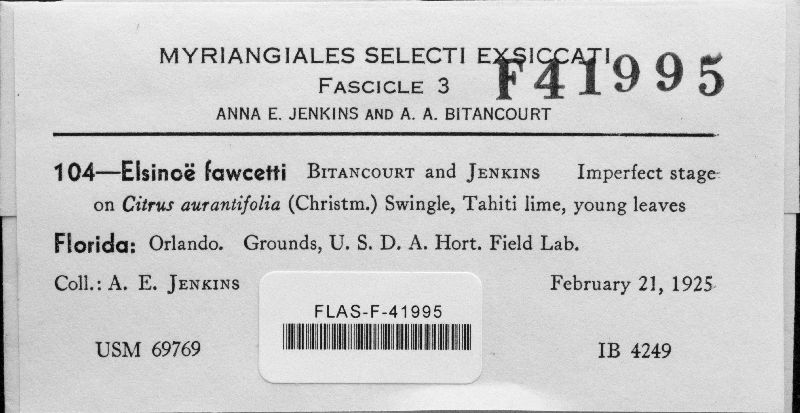 MYRIANGIALES SELECTI EXSICCATI
FASCICLE 3
F41995
ANNA E. JENKINS AND A. A. BITANCOURT
104—Elsinoë fawcetti BITANCOURT and JENKINS Imperfect stage
on Citrus aurantifolia (Christm.) Swingle, Tahiti lime, young leaves
Florida: Orlando. Grounds, U. S. D. A. Hort. Field Lab.
Coll.: A. E. JENKINS February 21, 1925
FLAS-F-41995
USM 69769 IB 4249